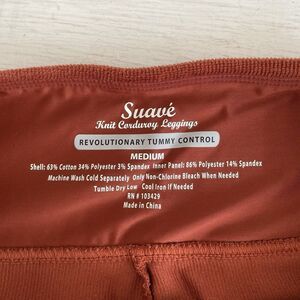 Suavé
Knit Corduroy Leggings
REVOLUTIONARY TUMMY CONTROL
MEDIUM
Shell: 63% Cotton 34% Polyester 3% Spandex Inner Panel: 86% Polyester 14% Spandex
Machine Wash Cold Separately Only Non-Chlorine Bleach When Needed
Tumble Dry Low Cool Iron If Needed
RN # 103429
Made in China